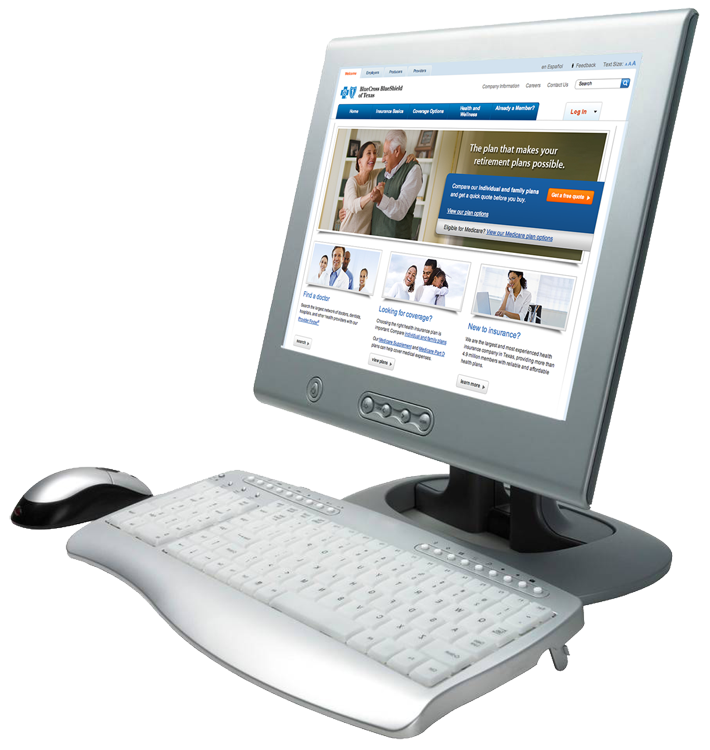 Employers
Producers
Providers
en Español
Feedback
Text Size: A A A
BlueCross BlueShield
of Texas
Company Information
Careers
Contact Us
Search
Home
Insurance Basics
Coverage Options
Health and
Wellness
Already a Member?
Log In
The plan that makes your
retirement plans possible.
Compare our individual and family plans
and get a quick quote before you buy.
Get a free quote
View our plan options
Eligible for Medicare? View our Medicare plan options
Find a doctor
Search the largest network of doctors, dentists,
hospitals, and other health providers with our
Provider Finder®
search
Looking for coverage?
Choosing the right health insurance plan is
important. Compare individual and family plans
Our Medicare Supplement and Medicare Part D
plans can help cover medical expenses.
view plans
New to insurance?
We are the largest and most experienced health
insurance company in Texas, providing more than
4.9 million members with reliable and affordable
health plans.
learn more